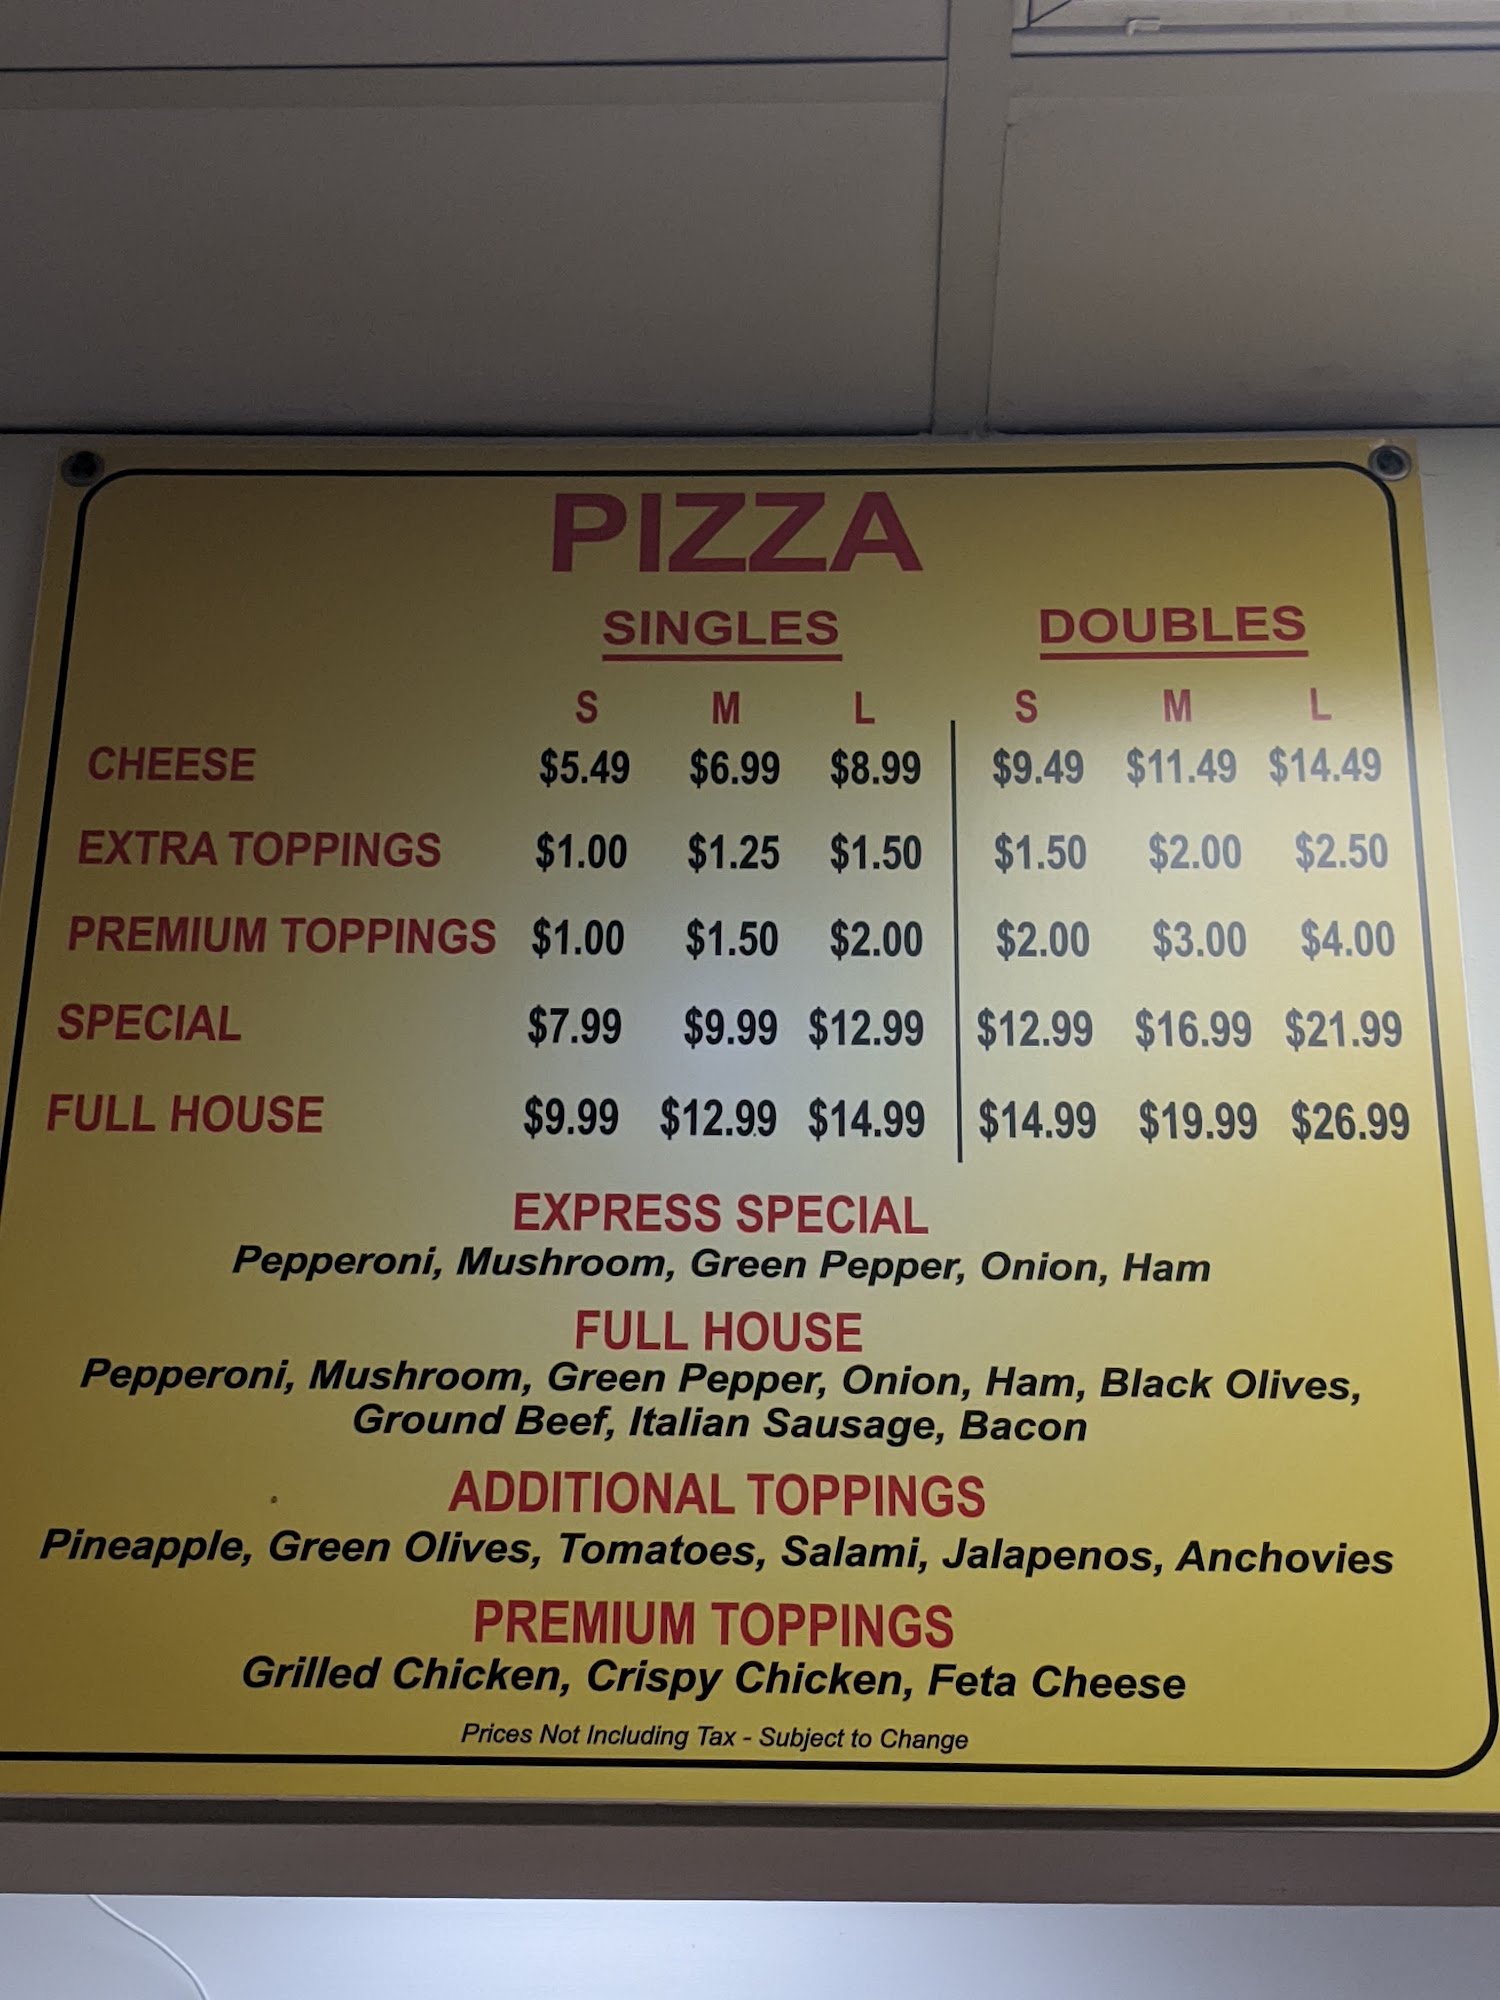 PIZZA
SINGLES DOUBLES
S M L S M L
CHEESE $5.49 $6.99 $8.99 $9.49 $11.49 $14.49
EXTRA TOPPINGS $1.00 $1.25 $1.50 $1.50 $2.00 $2.50
PREMIUM TOPPINGS $1.00 $1.50 $2.00 $2.00 $3.00 $4.00
SPECIAL $7.99 $9.99 $12.99 $12.99 $16.99 $21.99
FULL HOUSE $9.99 $12.99 $14.99 $14.99 $19.99 $26.99
EXPRESS SPECIAL
Pepperoni, Mushroom, Green Pepper, Onion, Ham
FULL HOUSE
Pepperoni, Mushroom, Green Pepper, Onion, Ham, Black Olives,
Ground Beef, Italian Sausage, Bacon
ADDITIONAL TOPPINGS
Pineapple, Green Olives, Tomatoes, Salami, Jalapenos, Anchovies
PREMIUM TOPPINGS
Grilled Chicken, Crispy Chicken, Feta Cheese
Prices Not Including Tax - Subject to Change